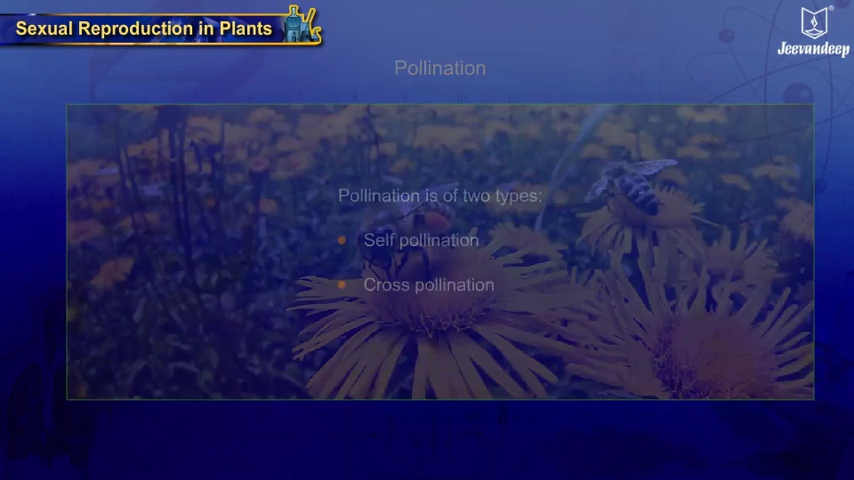 Sexual Reproduction in Plants
Jeevandeep
Pollination
Pollination is of two types:
Self pollination
Cross pollination